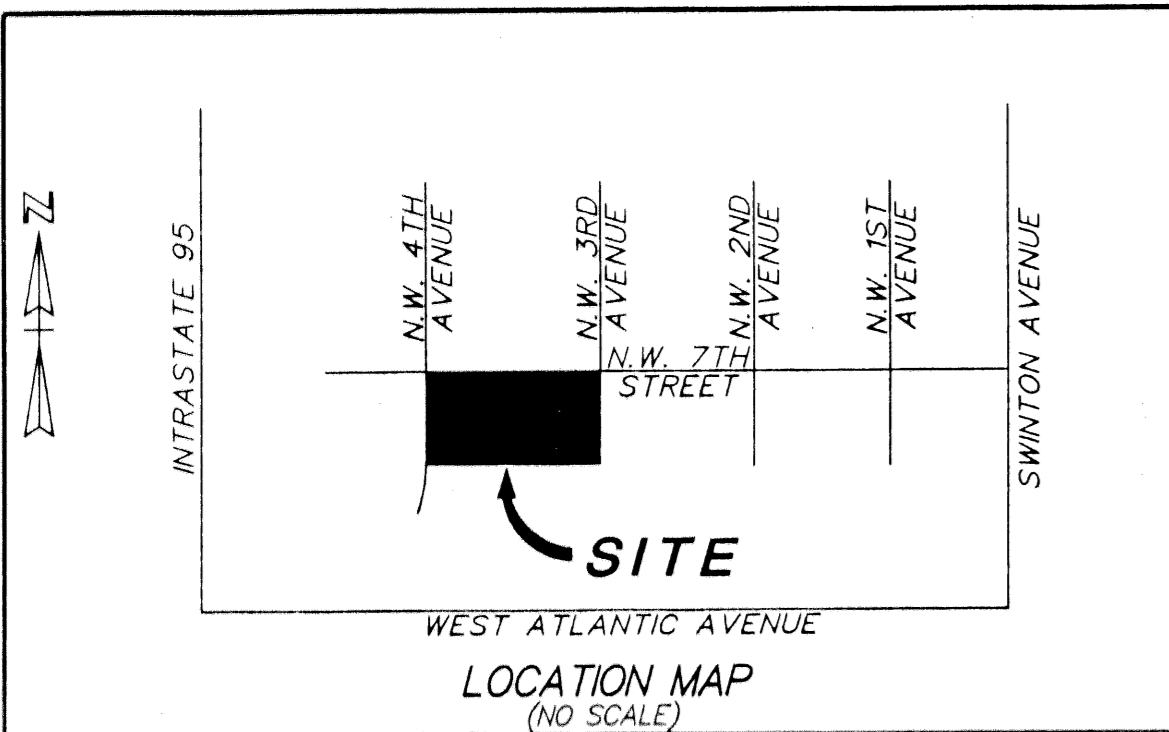 N
INTRASTATE 95
N.W. 4TH
AVENUE
N.W. 3RD
AVENUE
N.W. 2ND
AVENUE
N.W. 1ST
AVENUE
SWINTON AVENUE
N.W. 7TH
STREET
SITE
WEST ATLANTIC AVENUE
LOCATION MAP
(NO SCALE)